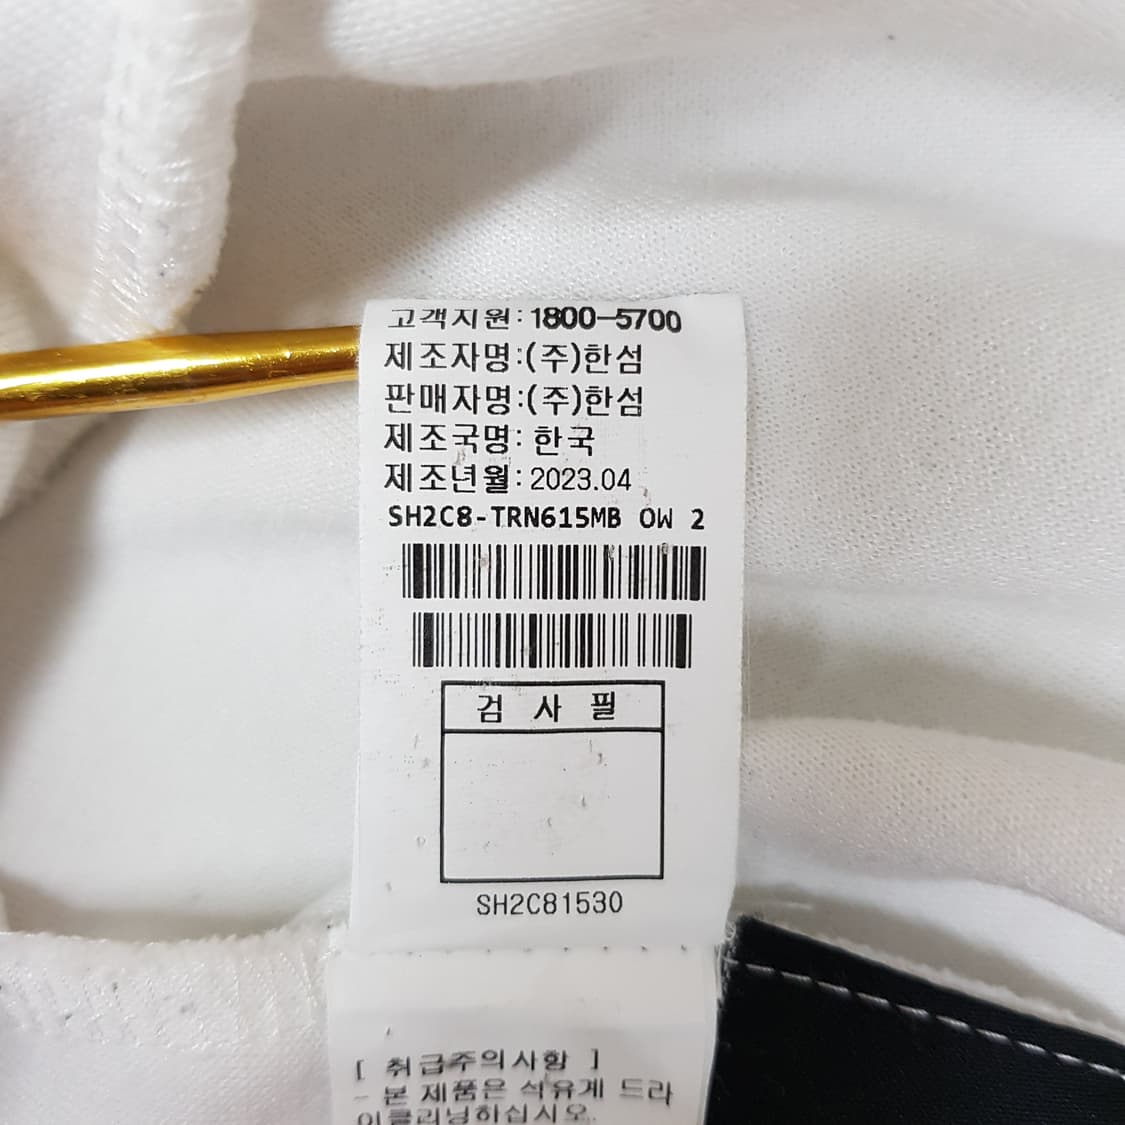 고객지원: 1800-5700
제조자명:(주)한섬
판매자명:(주)한섬
제조국명: 한국
제조년월: 2023.04
SH2C8-TRN615MB OW 2
검 사 필
SH2C81530
[ 취급주의사항 ]
- 본 제품은 석유계 드라
이클리닝하십시오.